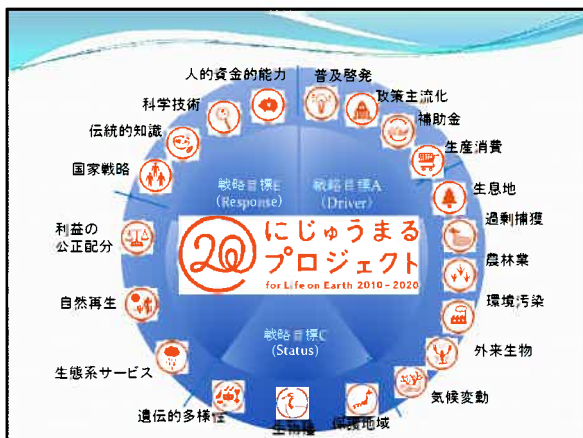 人的資金的能力
普及啓発
科学技術
政策主流化
補助金
伝統的知識
生産消費
国家戦略
戦略目標E
(Response)
戦略目標A
(Driver)
生息地
過剰捕獲
利益の
公正配分
20
にじゅうまる
プロジェクト
for Life on Earth 2010-2020
農林業
自然再生
環境汚染
戦略目標C
(Status)
外来生物
生態系サービス
気候変動
遺伝的多様性
生物種
保護地域